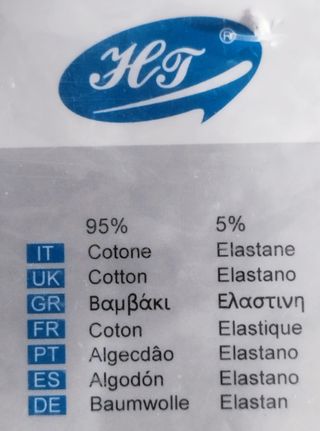 HT ®
95% 5%
IT Cotone Elastane
UK Cotton Elastano
GR Βαμβάκι Ελαστινη
FR Coton Elastique
PT Algecdâo Elastano
ES Algodón Elastano
DE Baumwolle Elastan